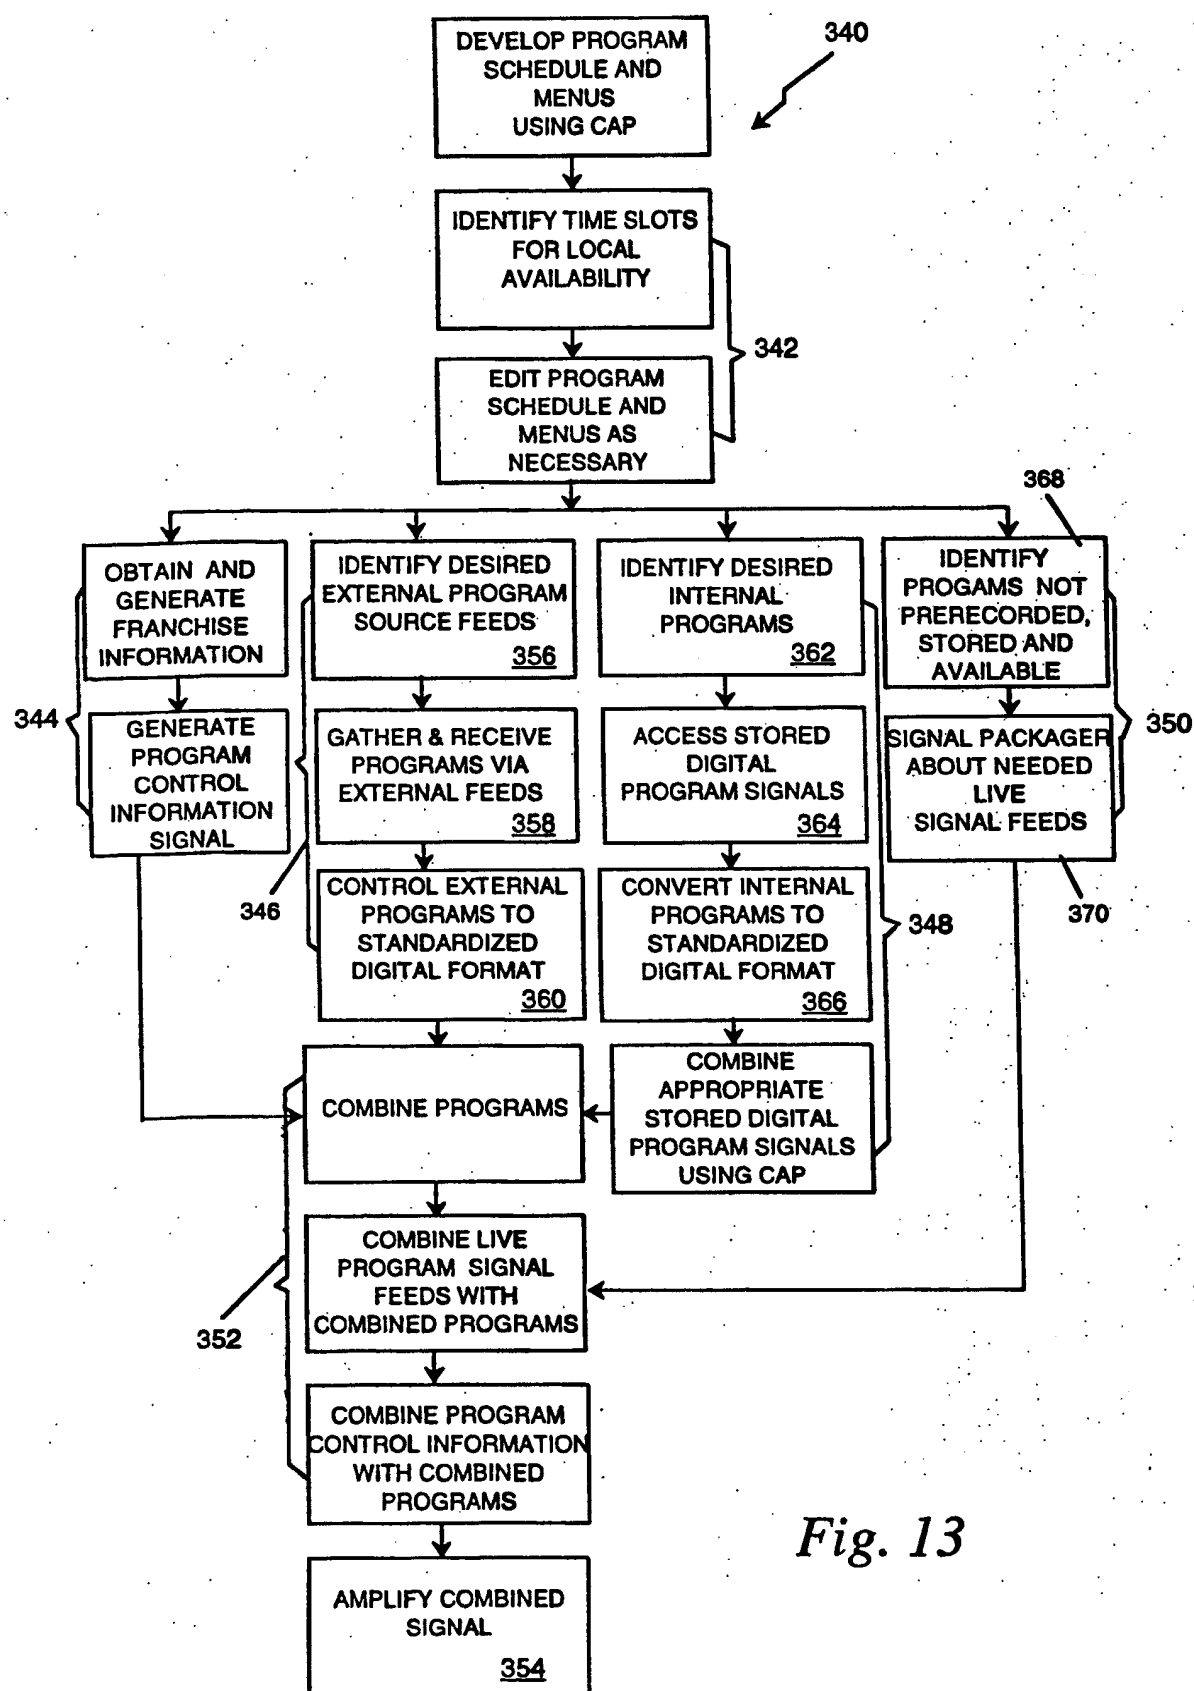 DEVELOP PROGRAM
SCHEDULE AND
MENUS
USING CAP
340
IDENTIFY TIME SLOTS
FOR LOCAL
AVAILABILITY
342
EDIT PROGRAM
SCHEDULE AND
MENUS AS
NECESSARY
368
OBTAIN AND
GENERATE
FRANCHISE
INFORMATION
344
GENERATE
PROGRAM
CONTROL
INFORMATION
SIGNAL
IDENTIFY DESIRED
EXTERNAL PROGRAM
SOURCE FEEDS
356
GATHER & RECEIVE
PROGRAMS VIA
EXTERNAL FEEDS
358
346
CONTROL EXTERNAL
PROGRAMS TO
STANDARDIZED
DIGITAL FORMAT
360
IDENTIFY DESIRED
INTERNAL
PROGRAMS
362
ACCESS STORED
DIGITAL
PROGRAM SIGNALS
364
CONVERT INTERNAL
PROGRAMS TO
STANDARDIZED
DIGITAL FORMAT
366
348
COMBINE
APPROPRIATE
STORED DIGITAL
PROGRAM SIGNALS
USING CAP
IDENTIFY
PROGAMS NOT
PRERECORDED,
STORED AND
AVAILABLE
350
SIGNAL PACKAGER
ABOUT NEEDED
LIVE
SIGNAL FEEDS
370
COMBINE PROGRAMS
COMBINE LIVE
PROGRAM SIGNAL
FEEDS WITH
COMBINED PROGRAMS
352
COMBINE PROGRAM
CONTROL INFORMATION
WITH COMBINED
PROGRAMS
AMPLIFY COMBINED
SIGNAL
354
Fig. 13